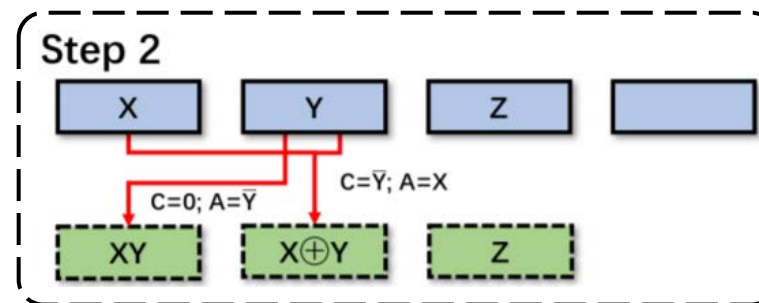 Step 2
X Y Z
C=0; A=Y̅
C=Y̅; A=X
XY X⊕Y Z